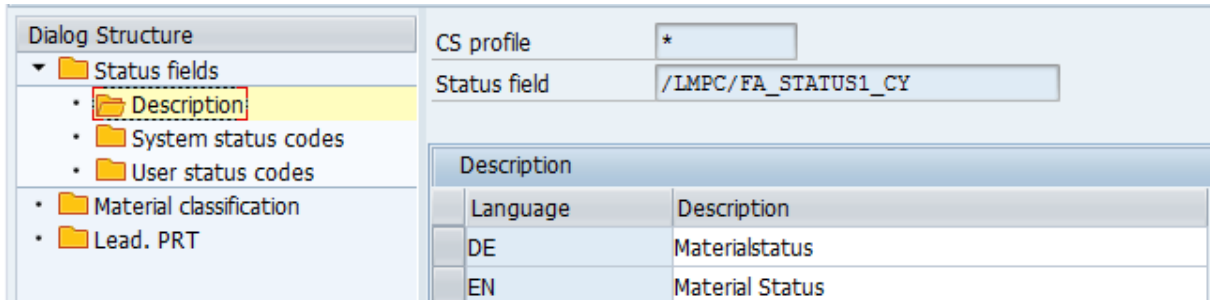 Dialog Structure
Status fields
Description
System status codes
User status codes
Material classification
Lead. PRT
CS profile *
Status field /LMPC/FA_STATUS1_CY
Description
Language Description
DE Materialstatus
EN Material Status